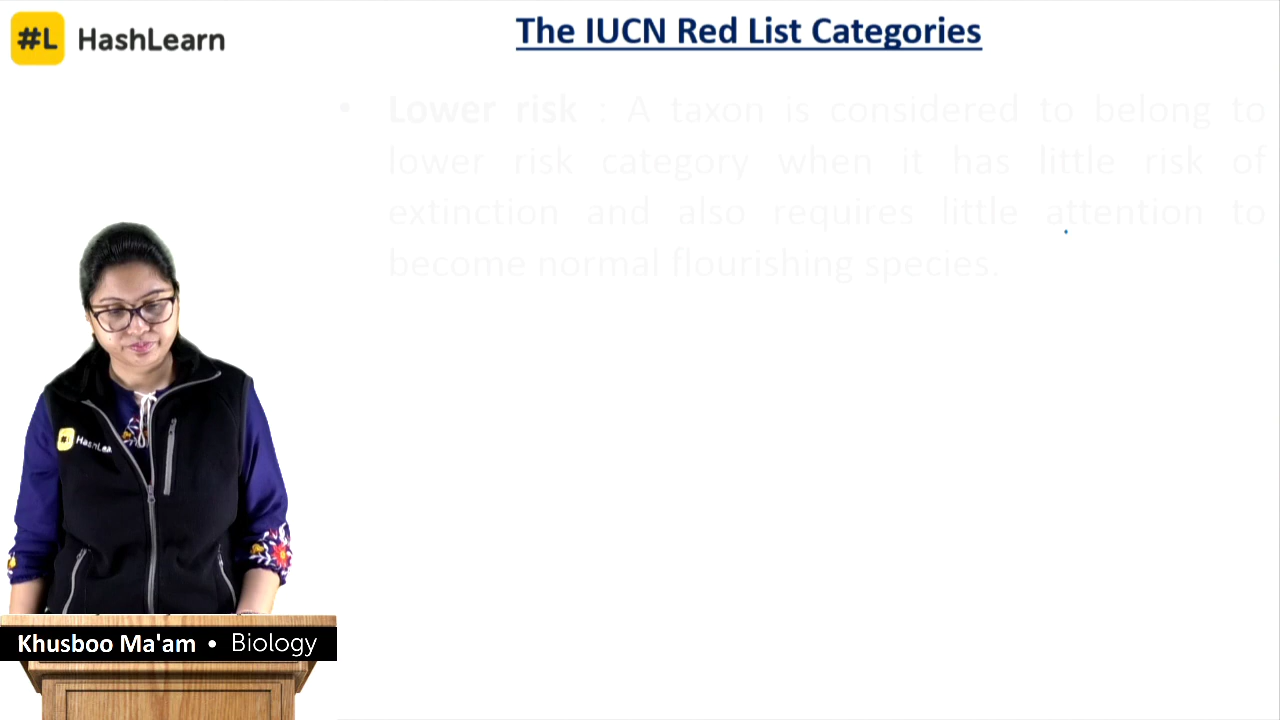 #L HashLearn
The IUCN Red List Categories
• Lower risk : A taxon is considered to belong to
lower risk category when it has little risk of
extinction and also requires little attention to
become normal flourishing species.
# HashLea
Khusboo Ma'am • Biology